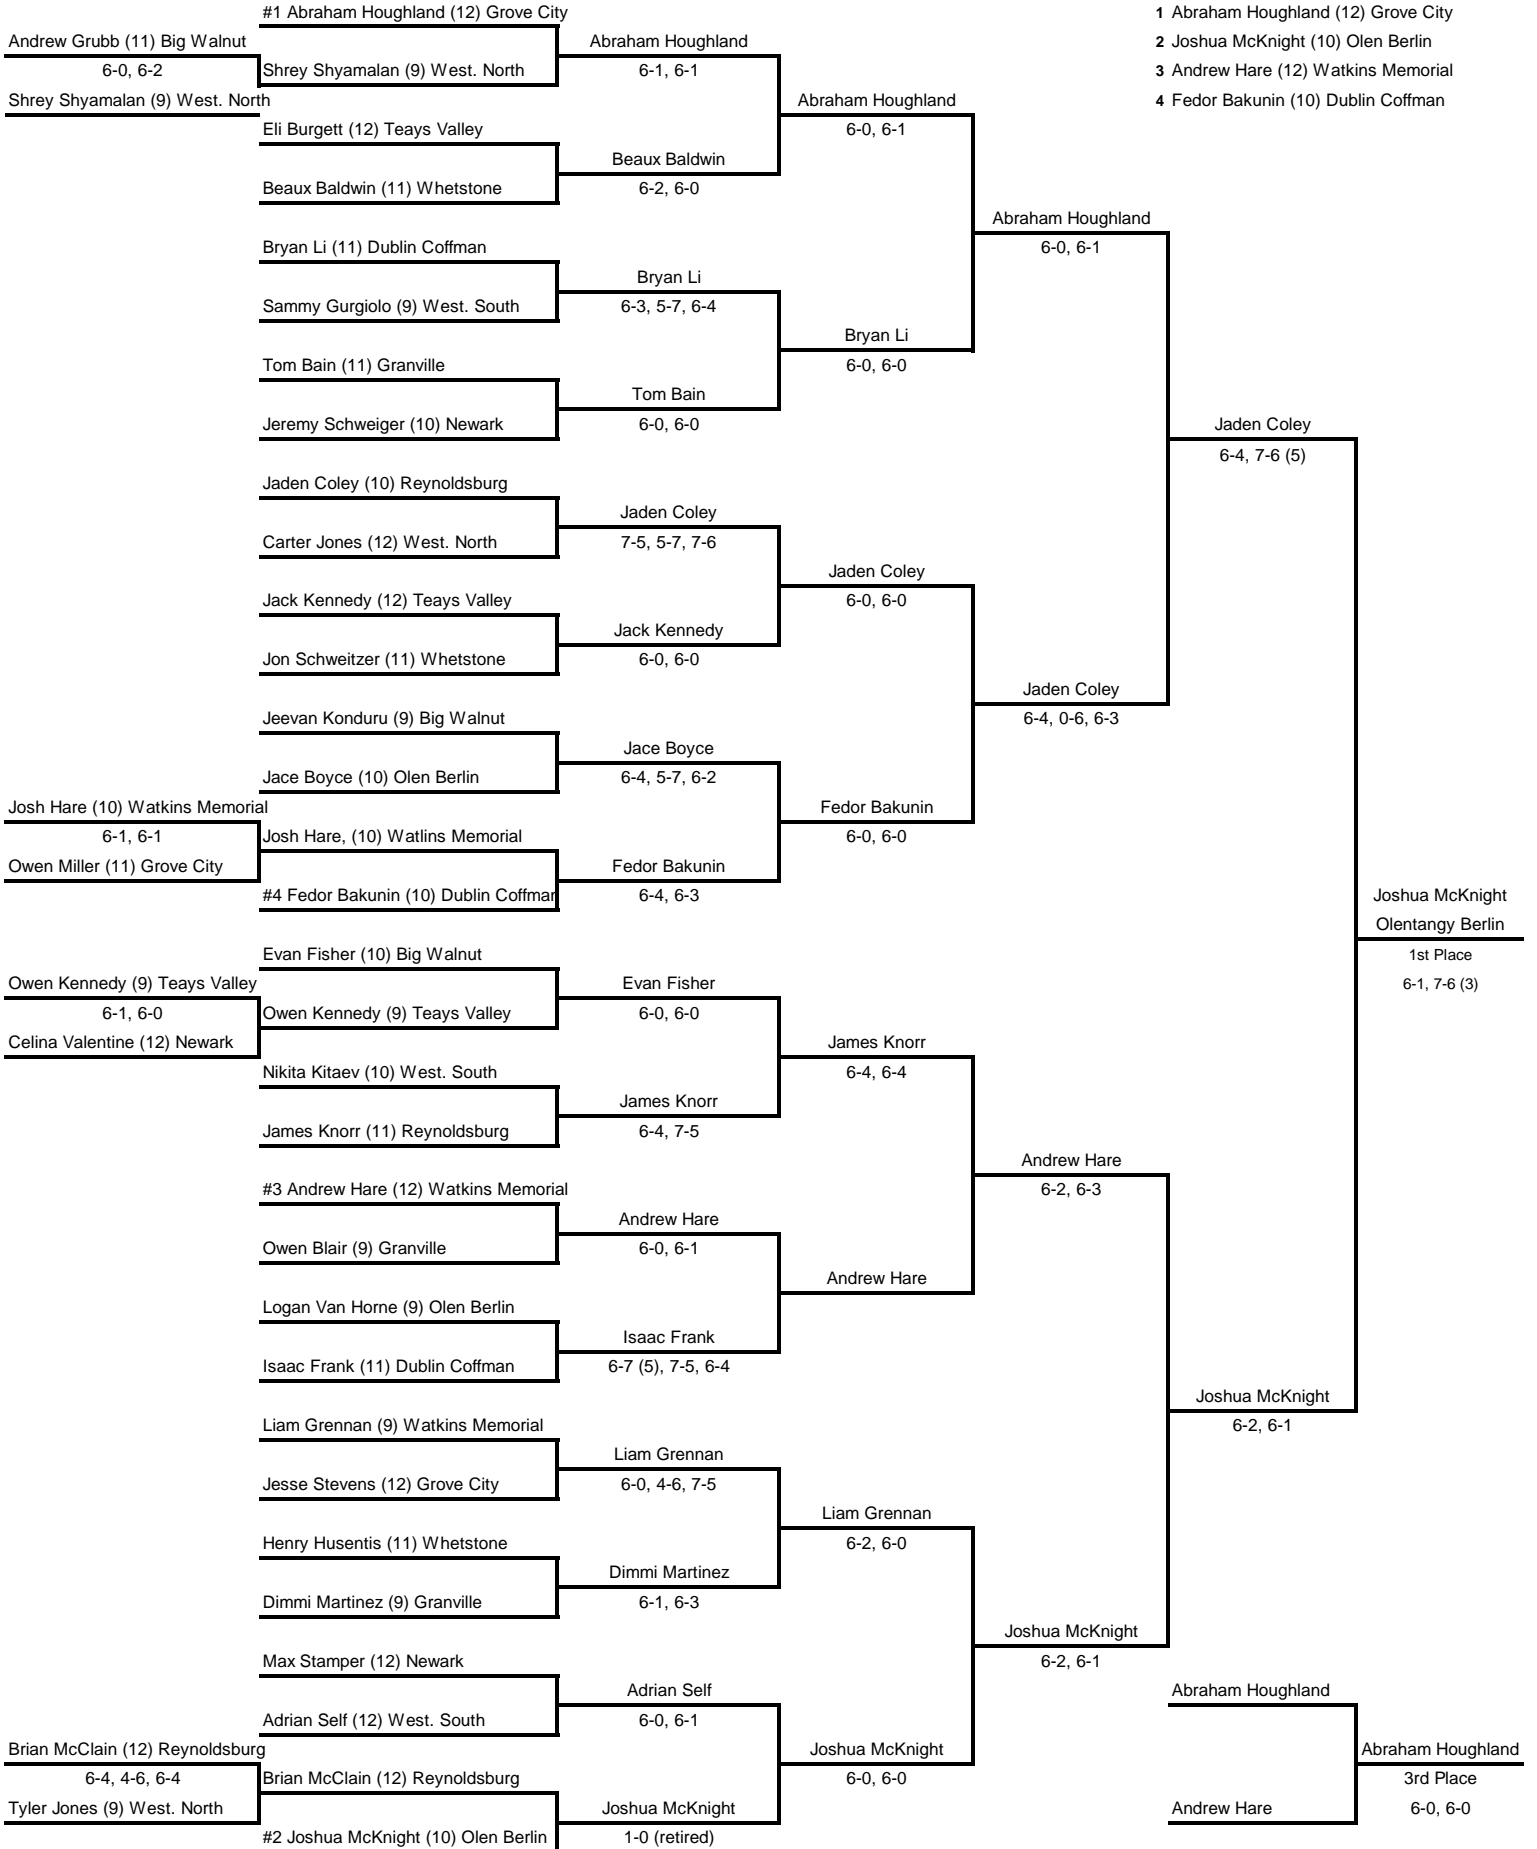 #1 Abraham Houghland (12) Grove City
1 Abraham Houghland (12) Grove City
Andrew Grubb (11) Big Walnut
Abraham Houghland
2 Joshua McKnight (10) Olen Berlin
6-0, 6-2
Shrey Shyamalan (9) West. North
6-1, 6-1
3 Andrew Hare (12) Watkins Memorial
Shrey Shyamalan (9) West. North
Abraham Houghland
4 Fedor Bakunin (10) Dublin Coffman
Eli Burgett (12) Teays Valley
6-0, 6-1
Beaux Baldwin
Beaux Baldwin (11) Whetstone
6-2, 6-0
Abraham Houghland
Bryan Li (11) Dublin Coffman
6-0, 6-1
Bryan Li
Sammy Gurgiolo (9) West. South
6-3, 5-7, 6-4
Bryan Li
Tom Bain (11) Granville
6-0, 6-0
Tom Bain
Jeremy Schweiger (10) Newark
6-0, 6-0
Jaden Coley
6-4, 7-6 (5)
Jaden Coley (10) Reynoldsburg
Jaden Coley
Carter Jones (12) West. North
7-5, 5-7, 7-6
Jaden Coley
Jack Kennedy (12) Teays Valley
6-0, 6-0
Jack Kennedy
Jon Schweitzer (11) Whetstone
6-0, 6-0
Jaden Coley
Jeevan Konduru (9) Big Walnut
6-4, 0-6, 6-3
Jace Boyce
Jace Boyce (10) Olen Berlin
6-4, 5-7, 6-2
Josh Hare (10) Watkins Memorial
Fedor Bakunin
6-1, 6-1
Josh Hare, (10) Watlins Memorial
6-0, 6-0
Owen Miller (11) Grove City
Fedor Bakunin
#4 Fedor Bakunin (10) Dublin Coffman
6-4, 6-3
Joshua McKnight
Olentangy Berlin
Evan Fisher (10) Big Walnut
1st Place
Owen Kennedy (9) Teays Valley
Evan Fisher
6-1, 7-6 (3)
6-1, 6-0
Owen Kennedy (9) Teays Valley
6-0, 6-0
Celina Valentine (12) Newark
James Knorr
Nikita Kitaev (10) West. South
6-4, 6-4
James Knorr
James Knorr (11) Reynoldsburg
6-4, 7-5
Andrew Hare
#3 Andrew Hare (12) Watkins Memorial
6-2, 6-3
Andrew Hare
Owen Blair (9) Granville
6-0, 6-1
Andrew Hare
Logan Van Horne (9) Olen Berlin
Isaac Frank
Isaac Frank (11) Dublin Coffman
6-7 (5), 7-5, 6-4
Joshua McKnight
Liam Grennan (9) Watkins Memorial
6-2, 6-1
Liam Grennan
Jesse Stevens (12) Grove City
6-0, 4-6, 7-5
Liam Grennan
Henry Husentis (11) Whetstone
6-2, 6-0
Dimmi Martinez
Dimmi Martinez (9) Granville
6-1, 6-3
Joshua McKnight
Max Stamper (12) Newark
6-2, 6-1
Adrian Self
Abraham Houghland
Adrian Self (12) West. South
6-0, 6-1
Brian McClain (12) Reynoldsburg
Joshua McKnight
Abraham Houghland
6-4, 4-6, 6-4
Brian McClain (12) Reynoldsburg
6-0, 6-0
3rd Place
Tyler Jones (9) West. North
Joshua McKnight
Andrew Hare
6-0, 6-0
#2 Joshua McKnight (10) Olen Berlin
1-0 (retired)